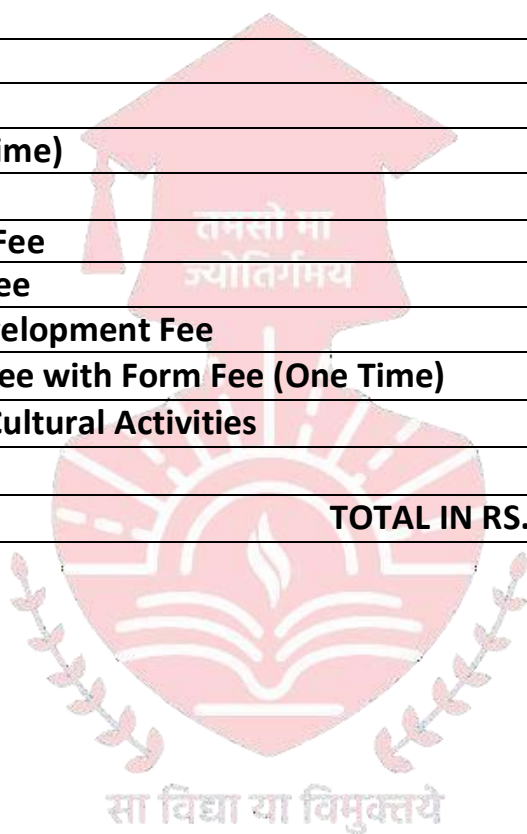 ime)
तमसो मा
Fee
ज्योतिर्गमय
ee
elopment Fee
ee with Form Fee (One Time)
Cultural Activities
TOTAL IN RS.
सा विद्या या विमुक्तये